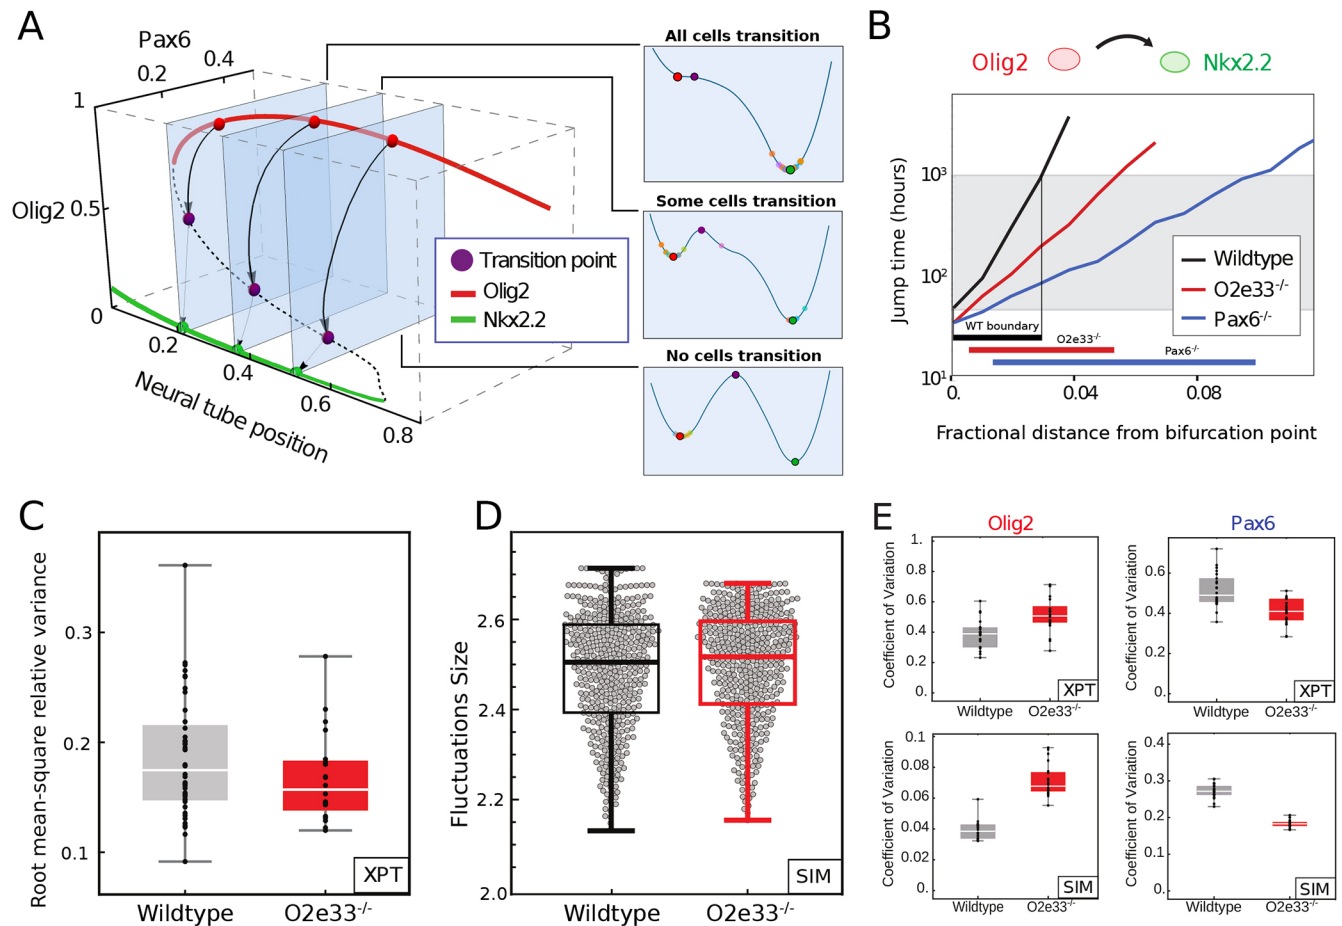 A
Pax6
0.2
0.4
1
Olig2
0.5
0
0.2
0.4
0.6
0.8
Neural tube position
Transition point
Olig2
Nkx2.2
All cells transition
Some cells transition
No cells transition
B
Olig2
Nkx2.2
Jump time (hours)
10³
10²
10¹
Wildtype
O2e33⁻/⁻
Pax6⁻/⁻
WT boundary
O2e33⁻/⁻
Pax6⁻/⁻
0.
0.04
0.08
Fractional distance from bifurcation point
C
Root mean-square relative variance
0.3
0.2
0.1
XPT
Wildtype
O2e33⁻/⁻
D
Fluctuations Size
2.6
2.4
2.2
2.0
SIM
Wildtype
O2e33⁻/⁻
E
Olig2
Coefficient of Variation
1.
0.8
0.6
0.4
0.2
0.
XPT
Wildtype
O2e33⁻/⁻
Pax6
Coefficient of Variation
0.6
0.4
0.2
0.
XPT
Wildtype
O2e33⁻/⁻
Coefficient of Variation
0.1
0.08
0.06
0.04
0.02
0.
SIM
Wildtype
O2e33⁻/⁻
Coefficient of Variation
0.4
0.3
0.2
0.1
0.
SIM
Wildtype
O2e33⁻/⁻